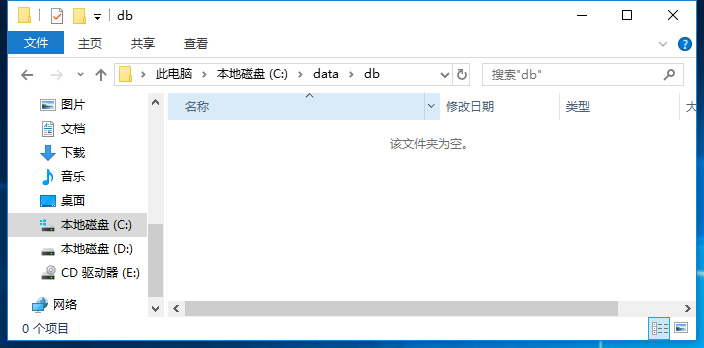 db
文件 主页 共享 查看
此电脑 本地磁盘 (C:) data db 搜索"db"
名称 修改日期 类型 大
图片
该文件夹为空。
文档
下载
音乐
桌面
本地磁盘 (C:)
本地磁盘 (D:)
CD 驱动器 (E:)
网络
0 个项目